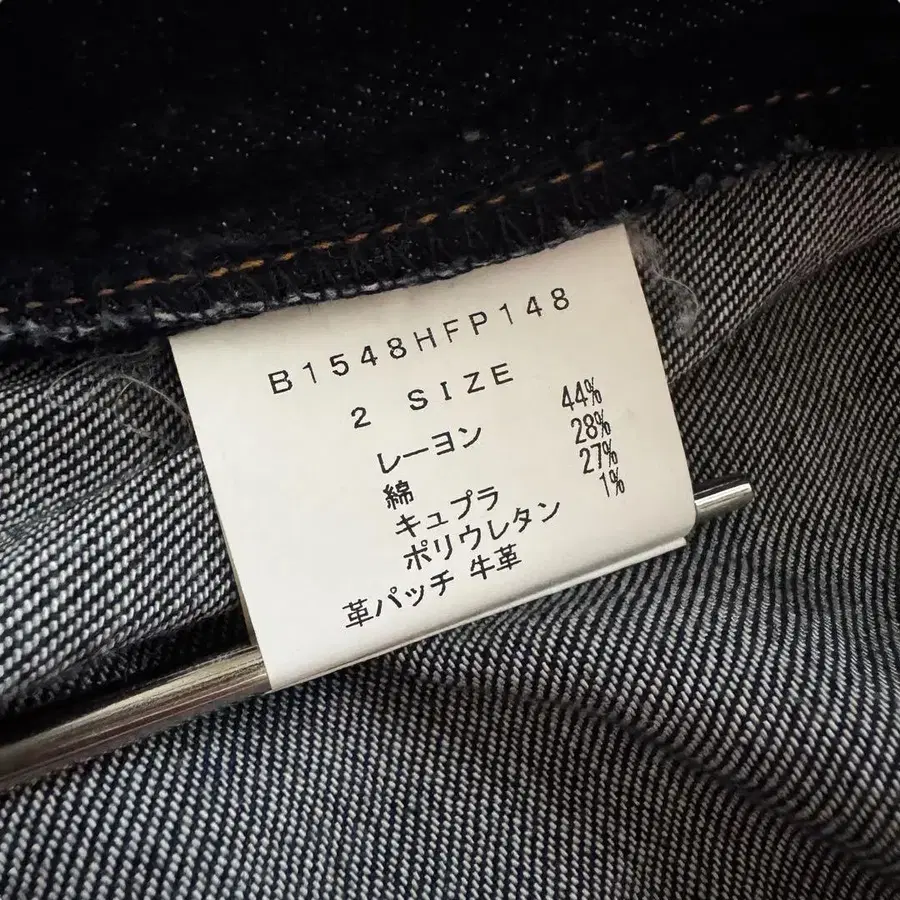 B1548HFP148
2 SIZE
レーヨン 44%
綿 28%
キュプラ 27%
ポリウレタン 1%
革パッチ 牛革